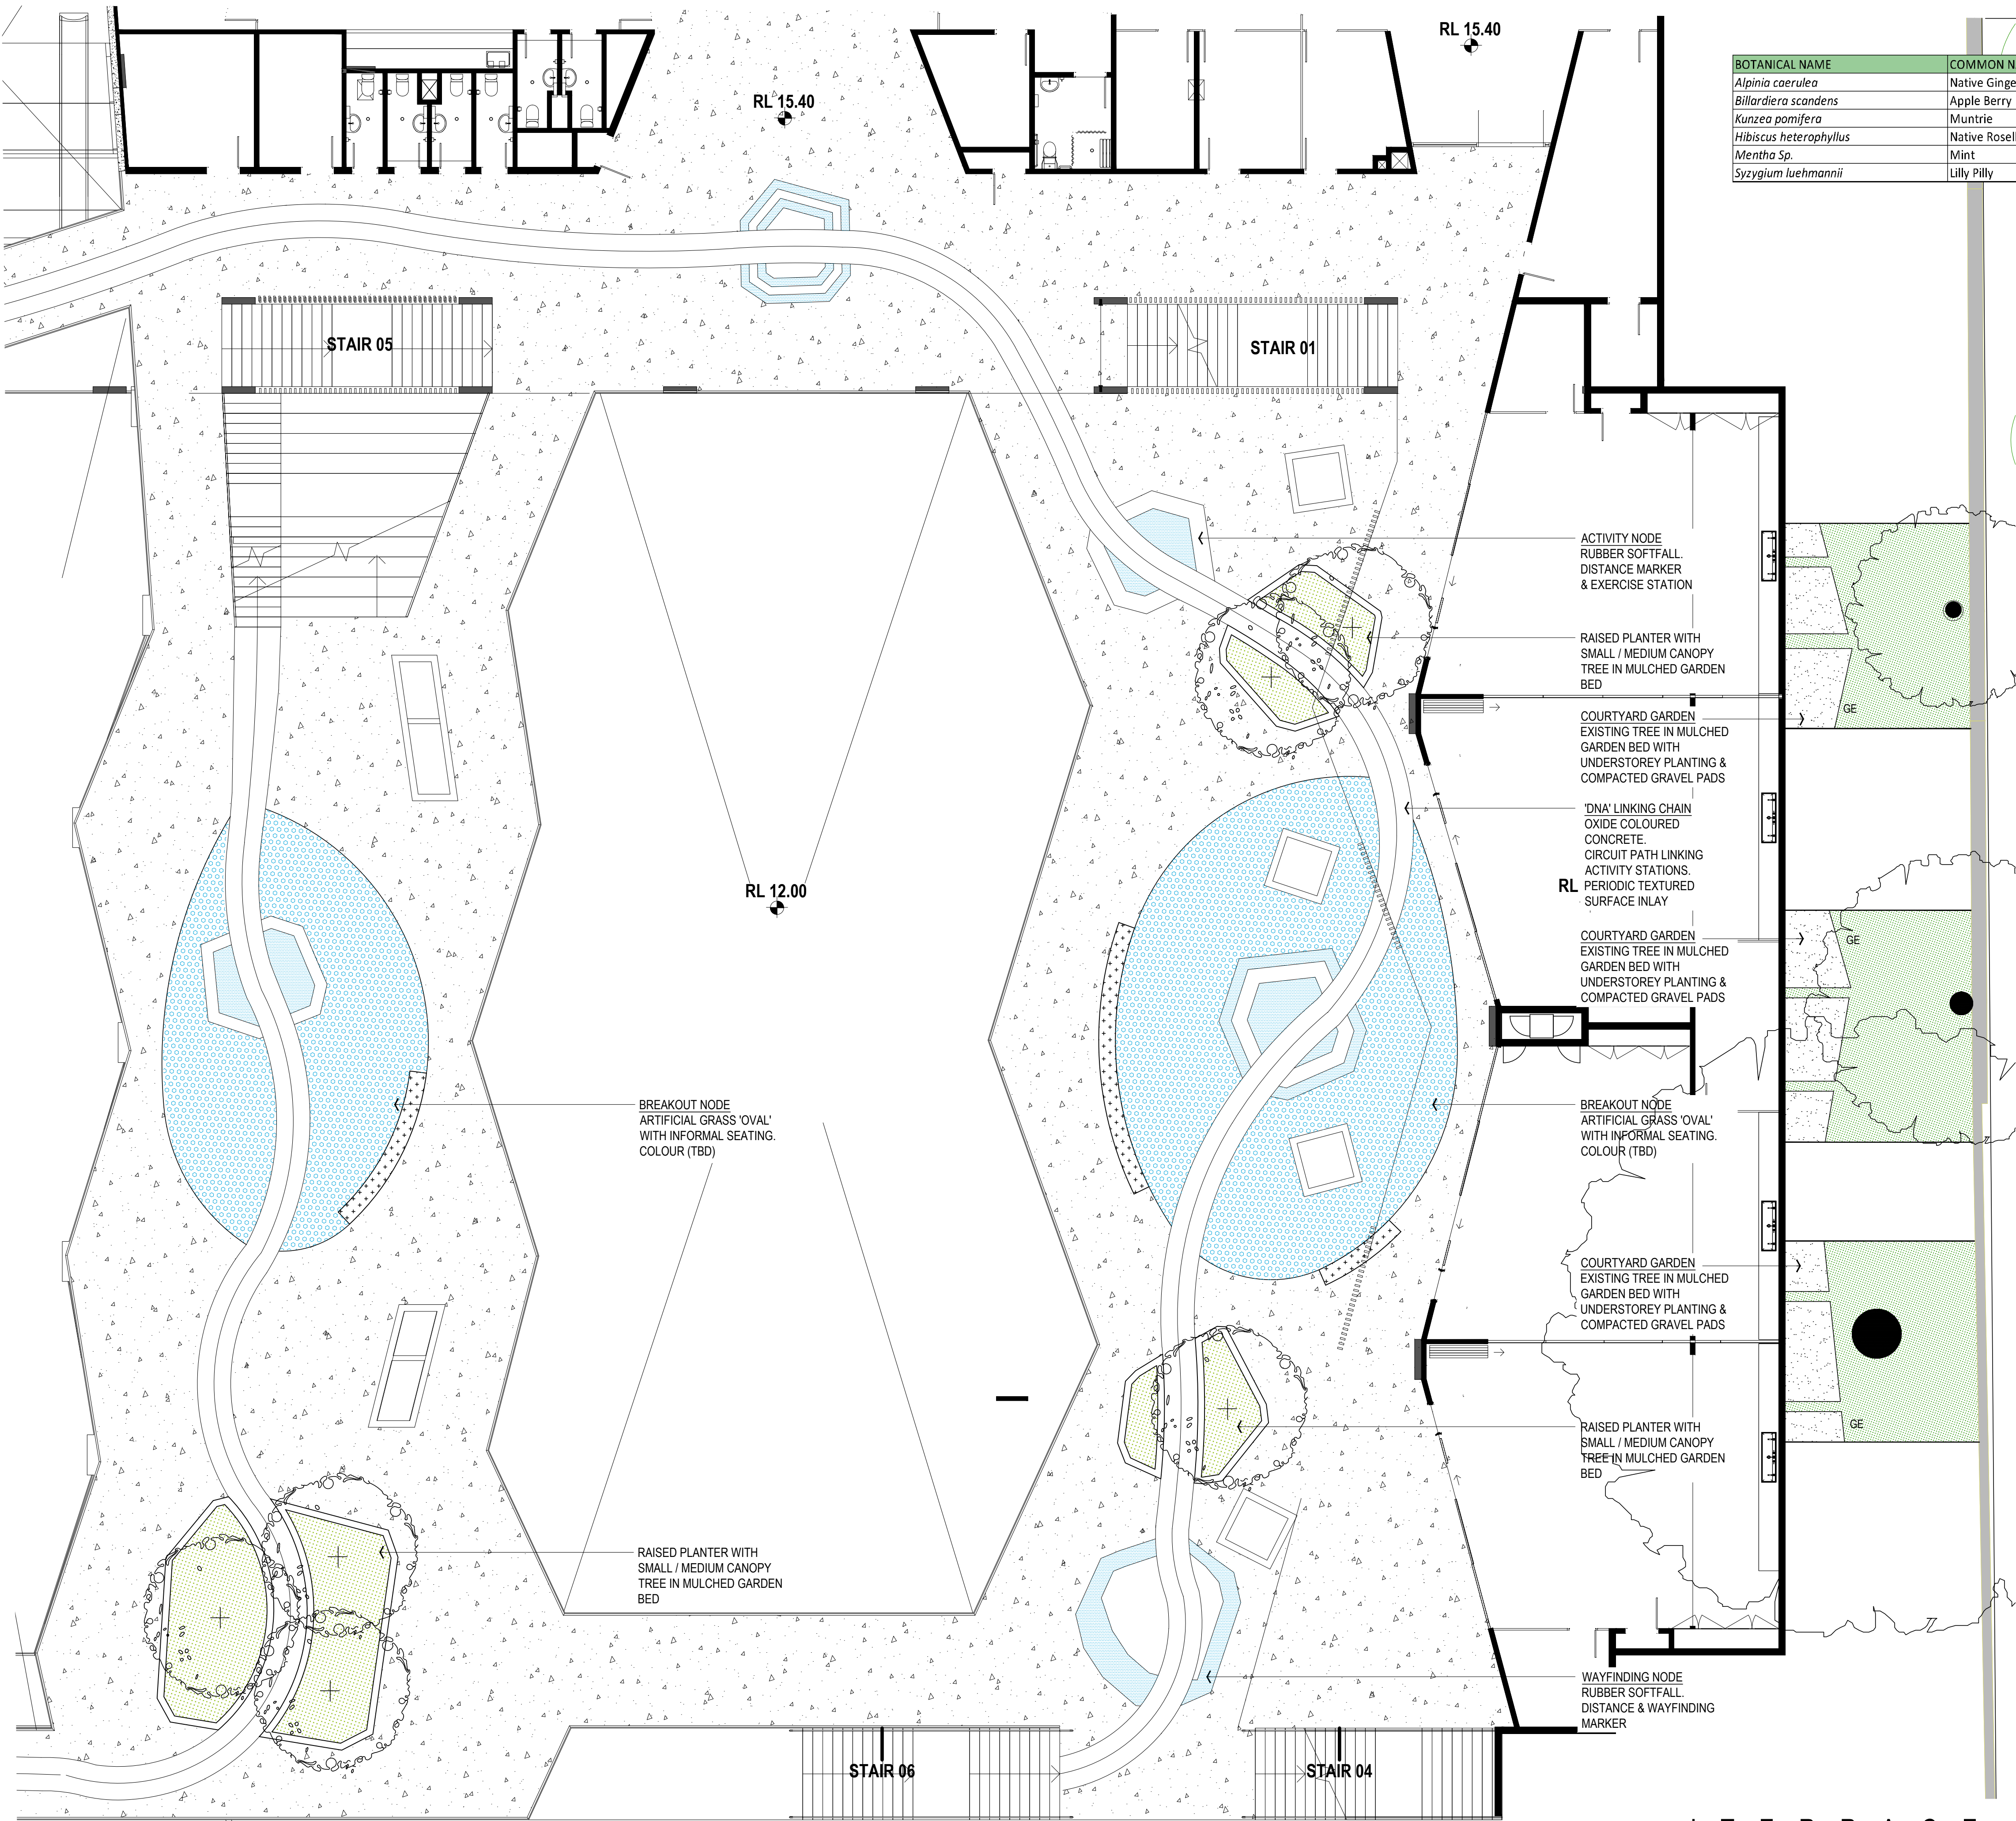 RL 15.40
RL 15.40
BOTANICAL NAME
Alpinia caerulea
Native Ginge
Billardiera scandens
Apple Berry
Kunzea pomifera
Muntrie
Hibiscus heterophyllus
Mentha Sp.
Mint
Syzygium luehmannii
Lilly Pilly
STAIR 05
STAIR 01
ACTIVITY NODE
RUBBER SOFTFALL.
DISTANCE MARKER
& EXERCISE STATION
RAISED PLANTER WITH
SMALL / MEDIUM CANOPY
TREE IN MULCHED GARDEN
BED
GE
COURTYARD GARDEN
EXISTING TREE IN MULCHED
GARDEN BED WITH
UNDERSTOREY PLANTING &
COMPACTED GRAVEL PADS
'DNA' LINKING CHAIN
OXIDE COLOURED
CONCRETE.
CIRCUIT PATH LINKING
ACTIVITY STATIONS.
PERIODIC TEXTURED
SURFACE INLAY
RL
RL 12.00
COURTYARD GARDEN
EXISTING TREE IN MULCHED
GARDEN BED WITH
UNDERSTOREY PLANTING &
COMPACTED GRAVEL PADS
GE
BREAKOUT NODE
ARTIFICIAL GRASS 'OVAL'
WITH INFORMAL SEATING.
COLOUR (TBD)
BREAKOUT NODE
ARTIFICIAL GRASS 'OVAL'
WITH INFORMAL SEATING.
COLOUR (TBD)
COURTYARD GARDEN
EXISTING TREE IN MULCHED
GARDEN BED WITH
UNDERSTOREY PLANTING &
COMPACTED GRAVEL PADS
GE
RAISED PLANTER WITH
SMALL / MEDIUM CANOPY
TREE IN MULCHED GARDEN
BED
RAISED PLANTER WITH
SMALL / MEDIUM CANOPY
TREE IN MULCHED GARDEN
BED
WAYFINDING NODE
RUBBER SOFTFALL.
DISTANCE & WAYFINDING
MARKER
STAIR 06
STAIR 04